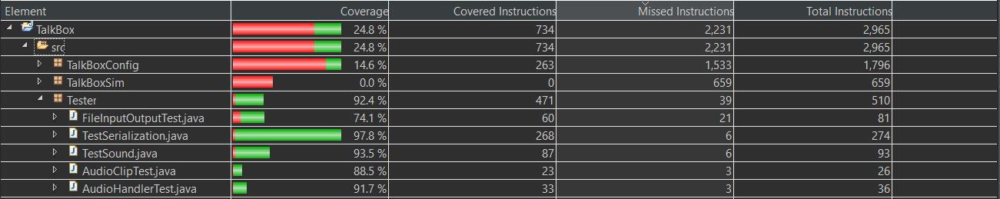 Element Coverage Covered Instructions Missed Instructions Total Instructions
TalkBox 24.8 % 734 2,231 2,965
src 24.8 % 734 2,231 2,965
TalkBoxConfig 14.6 % 263 1,533 1,796
TalkBoxSim 0.0 % 0 659 659
Tester 92.4 % 471 39 510
FileInputOutputTest.java 74.1 % 60 21 81
TestSerialization.java 97.8 % 268 6 274
TestSound.java 93.5 % 87 6 93
AudioClipTest.java 88.5 % 23 3 26
AudioHandlerTest.java 91.7 % 33 3 36